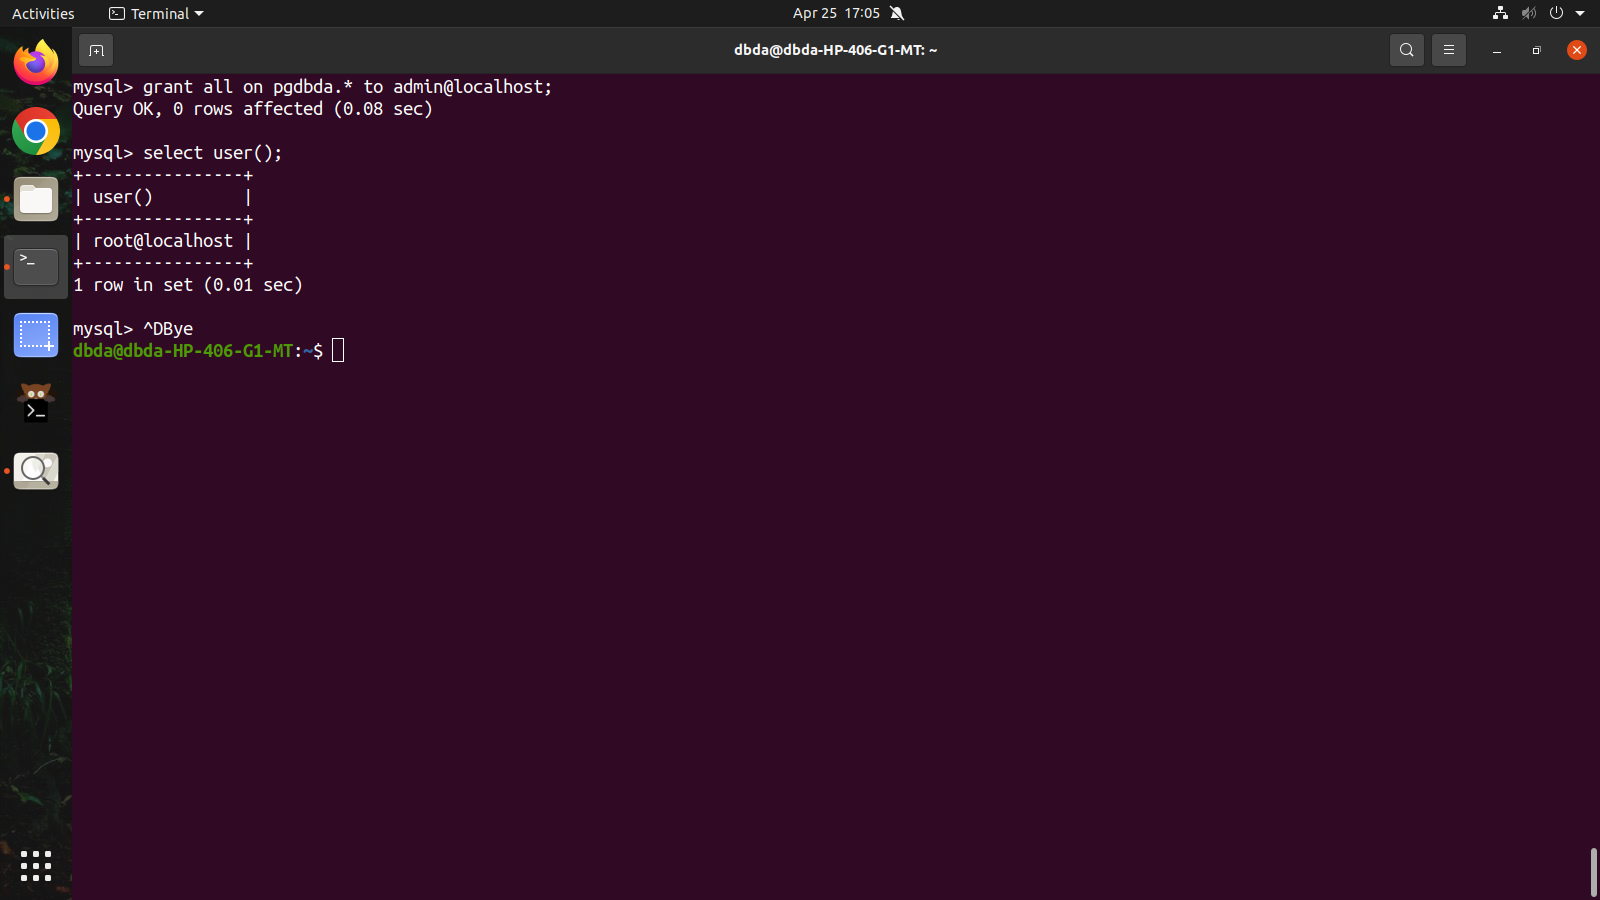 Activities
Terminal
Apr 25 17:05
dbda@dbda-HP-406-G1-MT: ~
mysql> grant all on pgdbda.* to admin@localhost;
Query OK, 0 rows affected (0.08 sec)
mysql> select user();
+----------------+
| user()         |
+----------------+
| root@localhost |
+----------------+
1 row in set (0.01 sec)
mysql> ^DBye
dbda@dbda-HP-406-G1-MT:~$